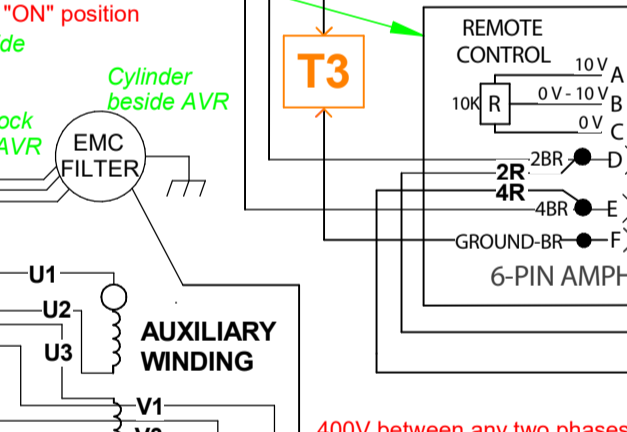 "ON" position
de
Cylinder
beside AVR
ock
AVR
EMC
FILTER
T3
REMOTE
CONTROL
10K
R
10 V
A
0 V - 10 V
B
0 V
C
2BR
D
2R
4R
4BR
E
GROUND-BR
F
6-PIN AMPH
U1
U2
U3
AUXILIARY
WINDING
V1
400V between any two phases